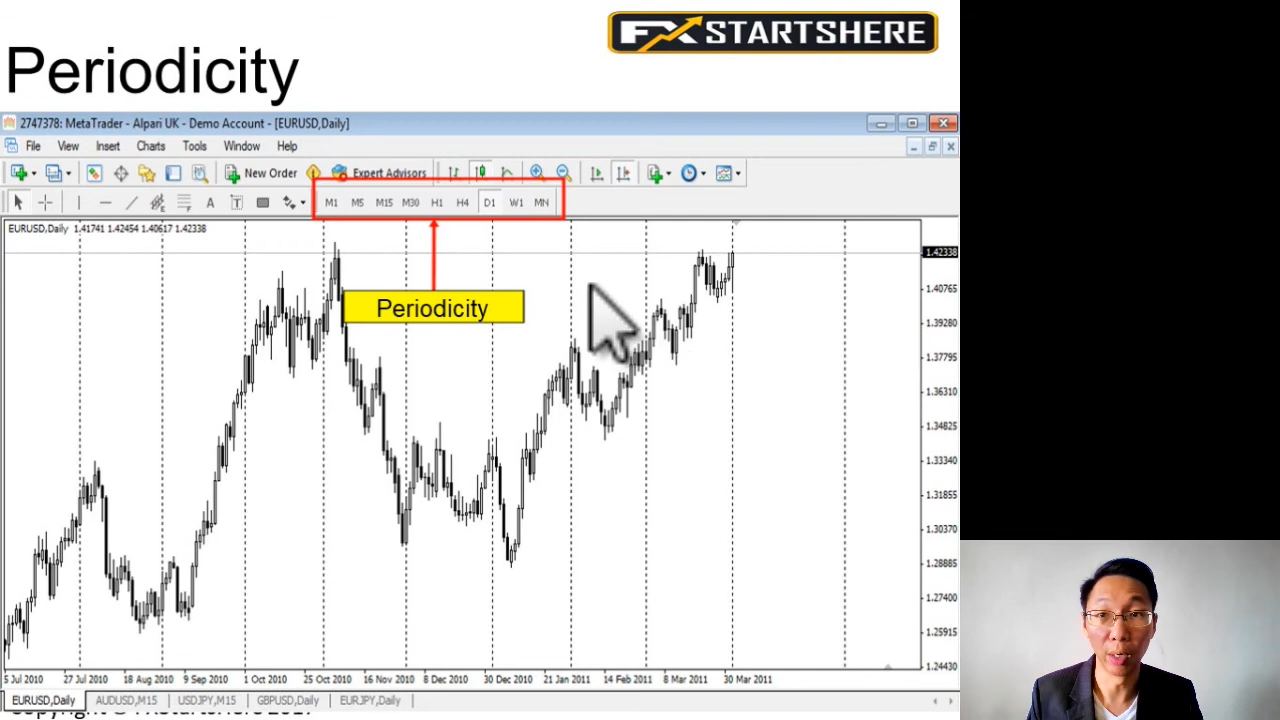 FX STARTSHERE
Periodicity
2747378: MetaTrader - Alpari UK - Demo Account - [EURUSD,Daily]
File View Insert Charts Tools Window Help
New Order Expert Advisors
A T M1 M5 M15 M30 H1 H4 D1 W1 MN
EURUSD,Daily 1.41741 1.42454 1.40617 1.42338
1.42338
1.40765
Periodicity
1.39280
1.37795
1.36310
1.34825
1.33340
1.31855
1.30370
1.28885
1.27400
1.25915
1.24430
5 Jul 2010 27 Jul 2010 18 Aug 2010 9 Sep 2010 1 Oct 2010 25 Oct 2010 16 Nov 2010 8 Dec 2010 30 Dec 2010 21 Jan 2011 14 Feb 2011 8 Mar 2011 30 Mar 2011
EURUSD,Daily AUDUSD,M15 USDJPY,M15 GBPUSD,Daily EURJPY,Daily
Copyright © FXStartsHere 2017